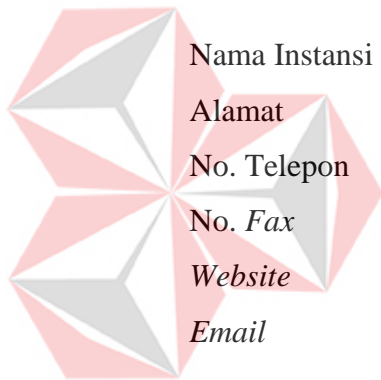 Nama Instansi
Alamat
No. Telepon
No. Fax
Website
Email